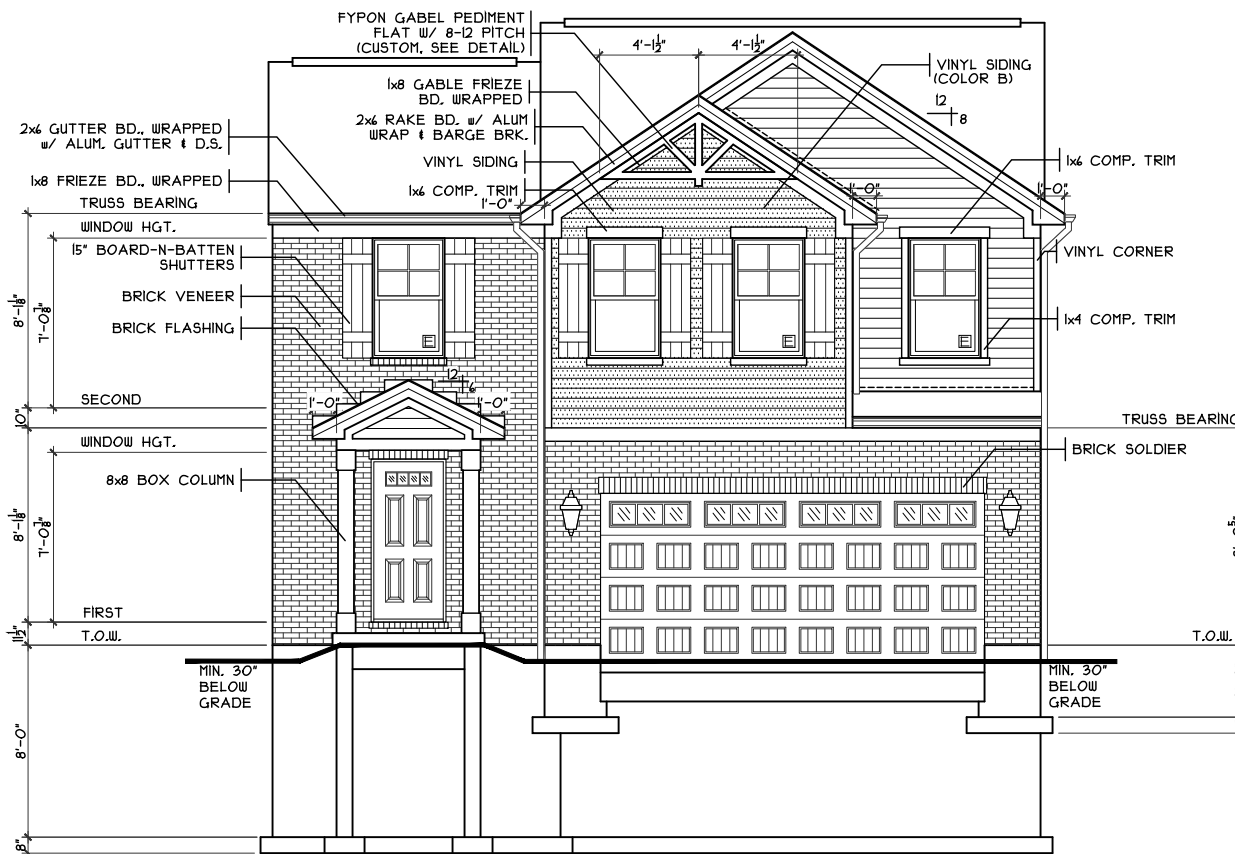 FYPON GABEL PEDIMENT
FLAT W/ 8-12 PITCH
(CUSTOM, SEE DETAIL)
4'-1½"
4'-1½"
VINYL SIDING
(COLOR B)
1x8 GABLE FRIEZE
BD. WRAPPED
12
8
2x6 GUTTER BD., WRAPPED
w/ ALUM. GUTTER & D.S.
2x6 RAKE BD. w/ ALUM
WRAP & BARGE BRK.
VINYL SIDING
1x6 COMP. TRIM
1x8 FRIEZE BD., WRAPPED
1x6 COMP. TRIM
1'-0"
1'-0"
1'-0"
TRUSS BEARING
WINDOW HGT.
15" BOARD-N-BATTEN
SHUTTERS
VINYL CORNER
BRICK VENEER
8'-1⅛"
7'-0⅞"
BRICK FLASHING
1x4 COMP. TRIM
E
E
E
12
6
1'-0"
1'-0"
SECOND
10"
TRUSS BEARING
WINDOW HGT.
BRICK SOLDIER
8x8 BOX COLUMN
8'-1⅛"
7'-0⅞"
FIRST
11½"
T.O.W.
T.O.W.
MIN. 30"
BELOW
GRADE
MIN. 30"
BELOW
GRADE
8'-0"
8"